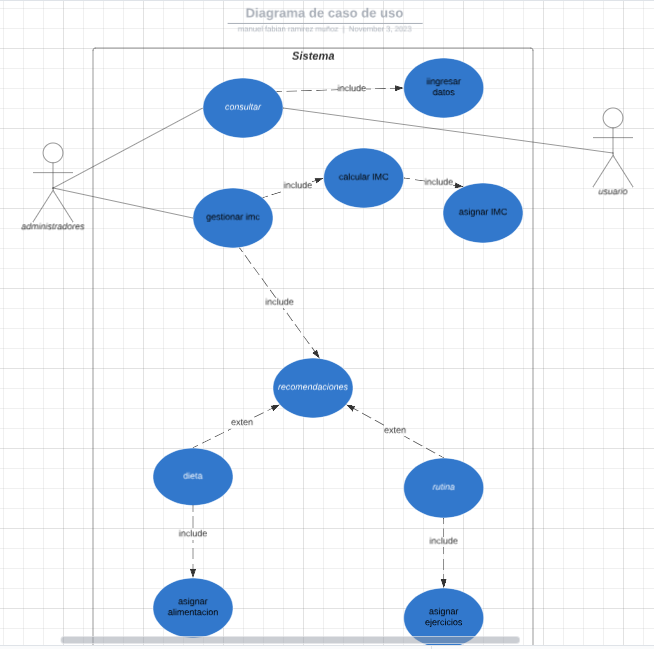 Diagrama de caso de uso
manuel fabian ramirez muñoz | November 3, 2023
Sistema
include
iingresar
datos
consultar
include
calcular IMC
include
asignar IMC
gestionar imc
administradores
usuario
include
recomendaciones
exten
exten
dieta
rutina
include
include
asignar
alimentacion
asignar
ejercicios